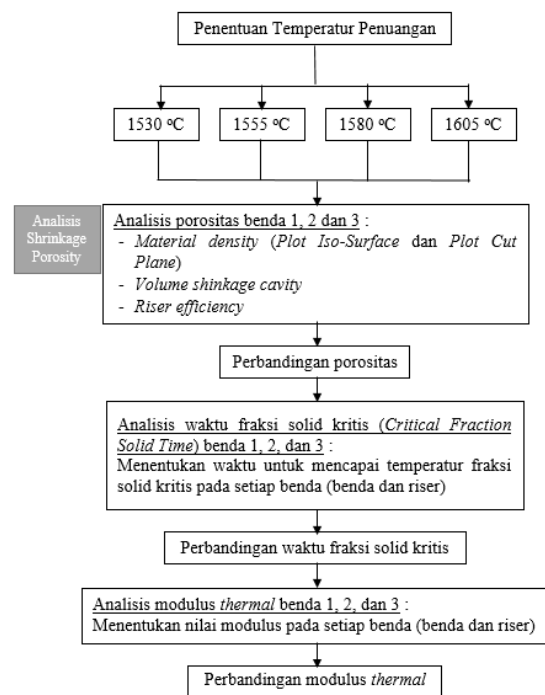 Penentuan Temperatur Penuangan
1530 ºC
1555 ºC
1580 ºC
1605 ºC
Analisis
Shrinkage
Porosity
Analisis porositas benda 1, 2 dan 3 :
- Material density (Plot Iso-Surface dan Plot Cut
Plane)
- Volume shinkage cavity
- Riser efficiency
Perbandingan porositas
Analisis waktu fraksi solid kritis (Critical Fraction
Solid Time) benda 1, 2, dan 3 :
Menentukan waktu untuk mencapai temperatur fraksi
solid kritis pada setiap benda (benda dan riser)
Perbandingan waktu fraksi solid kritis
Analisis modulus thermal benda 1, 2, dan 3 :
Menentukan nilai modulus pada setiap benda (benda dan riser)
Perbandingan modulus thermal